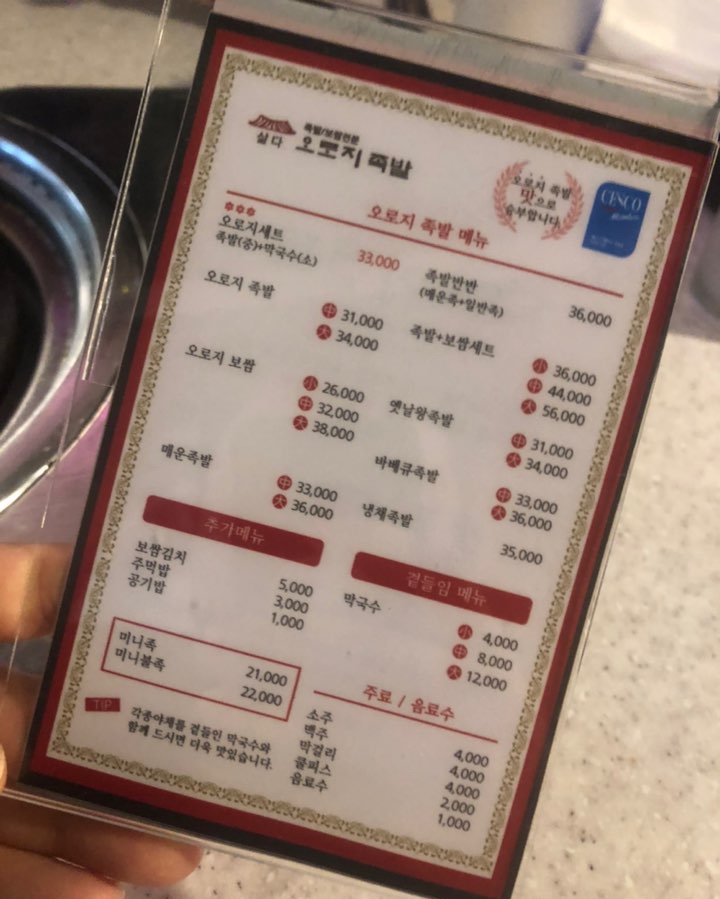 족발/보쌈전문
살다 오로지 족발
오로지 족발
맛으로
승부합니다.
CESCO
Members
오로지 족발 메뉴
오로지세트
족발(중)+막국수(소) 33,000
오로지 족발
中 31,000
大 34,000
오로지 보쌈
小 26,000
中 32,000
大 38,000
매운족발
中 33,000
大 36,000
족발반반
(매운족+일반족) 36,000
족발+보쌈세트
小 36,000
中 44,000
大 56,000
옛날왕족발
中 31,000
大 34,000
바베큐족발
中 33,000
大 36,000
냉채족발
35,000
추가메뉴
보쌈김치 5,000
주먹밥 3,000
공기밥 1,000
미니족 21,000
미니불족 22,000
TIP
각종야채를 곁들인 막국수와
함께 드시면 더욱 맛있습니다.
곁들임 메뉴
막국수
小 4,000
中 8,000
大 12,000
주료 / 음료수
소주 4,000
맥주 4,000
막걸리 4,000
쿨피스 2,000
음료수 1,000